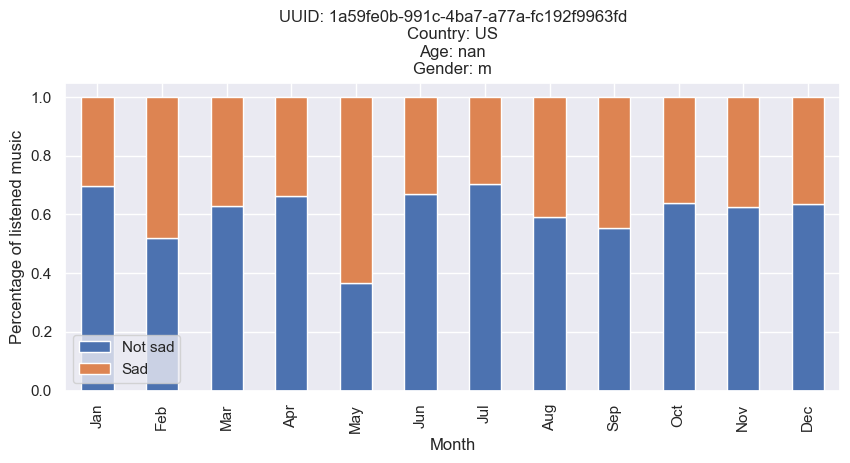 UUID: 1a59fe0b-991c-4ba7-a77a-fc192f9963fd
Country: US
Age: nan
Gender: m
Percentage of listened music
1.0
0.8
0.6
0.4
0.2
0.0
Not sad
Sad
Jan
Feb
Mar
Apr
May
Jun
Jul
Aug
Sep
Oct
Nov
Dec
Month